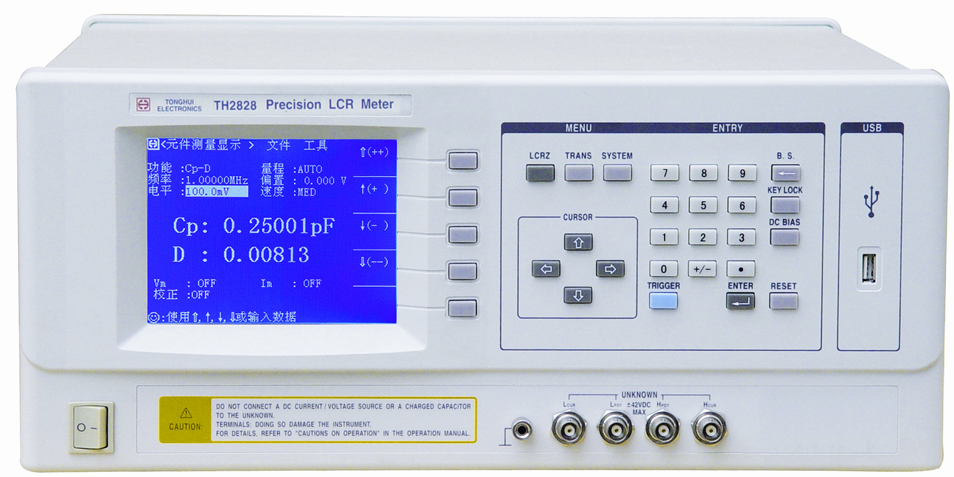 TONGHUI
ELECTRONICS
TH2828 Precision LCR Meter
<元件测量显示 > 文件 工具
功能 :Cp-D 量程 :AUTO
频率 :1.00000MHz 偏置 : 0.000 V
电平 :100.0mV 速度 :MED
Cp: 0.25001pF
D : 0.00813
Vm : OFF Im : OFF
校正 :OFF
☺:使用⇑,↑,↓,⇓或输入数据
⇑(++)
↑(+ )
↓(- )
⇓(--)
MENU ENTRY
LCRZ TRANS SYSTEM
CURSOR
7 8 9 B. S.
KEY LOCK
4 5 6
DC BIAS
1 2 3
0 +/- •
TRIGGER ENTER RESET
USB
CAUTION:
DO NOT CONNECT A DC CURRENT/VOLTAGE SOURCE OR A CHARGED CAPACITOR
TO THE UNKNOWN.
TERMINALS: DOING SO DAMAGE THE INSTRUMENT.
FOR DETAILS, REFER TO "CAUTIONS ON OPERATION" IN THE OPERATION MANUAL.
UNKNOWN
LCUR LPOT ±42VDC HPOT HCUR
MAX